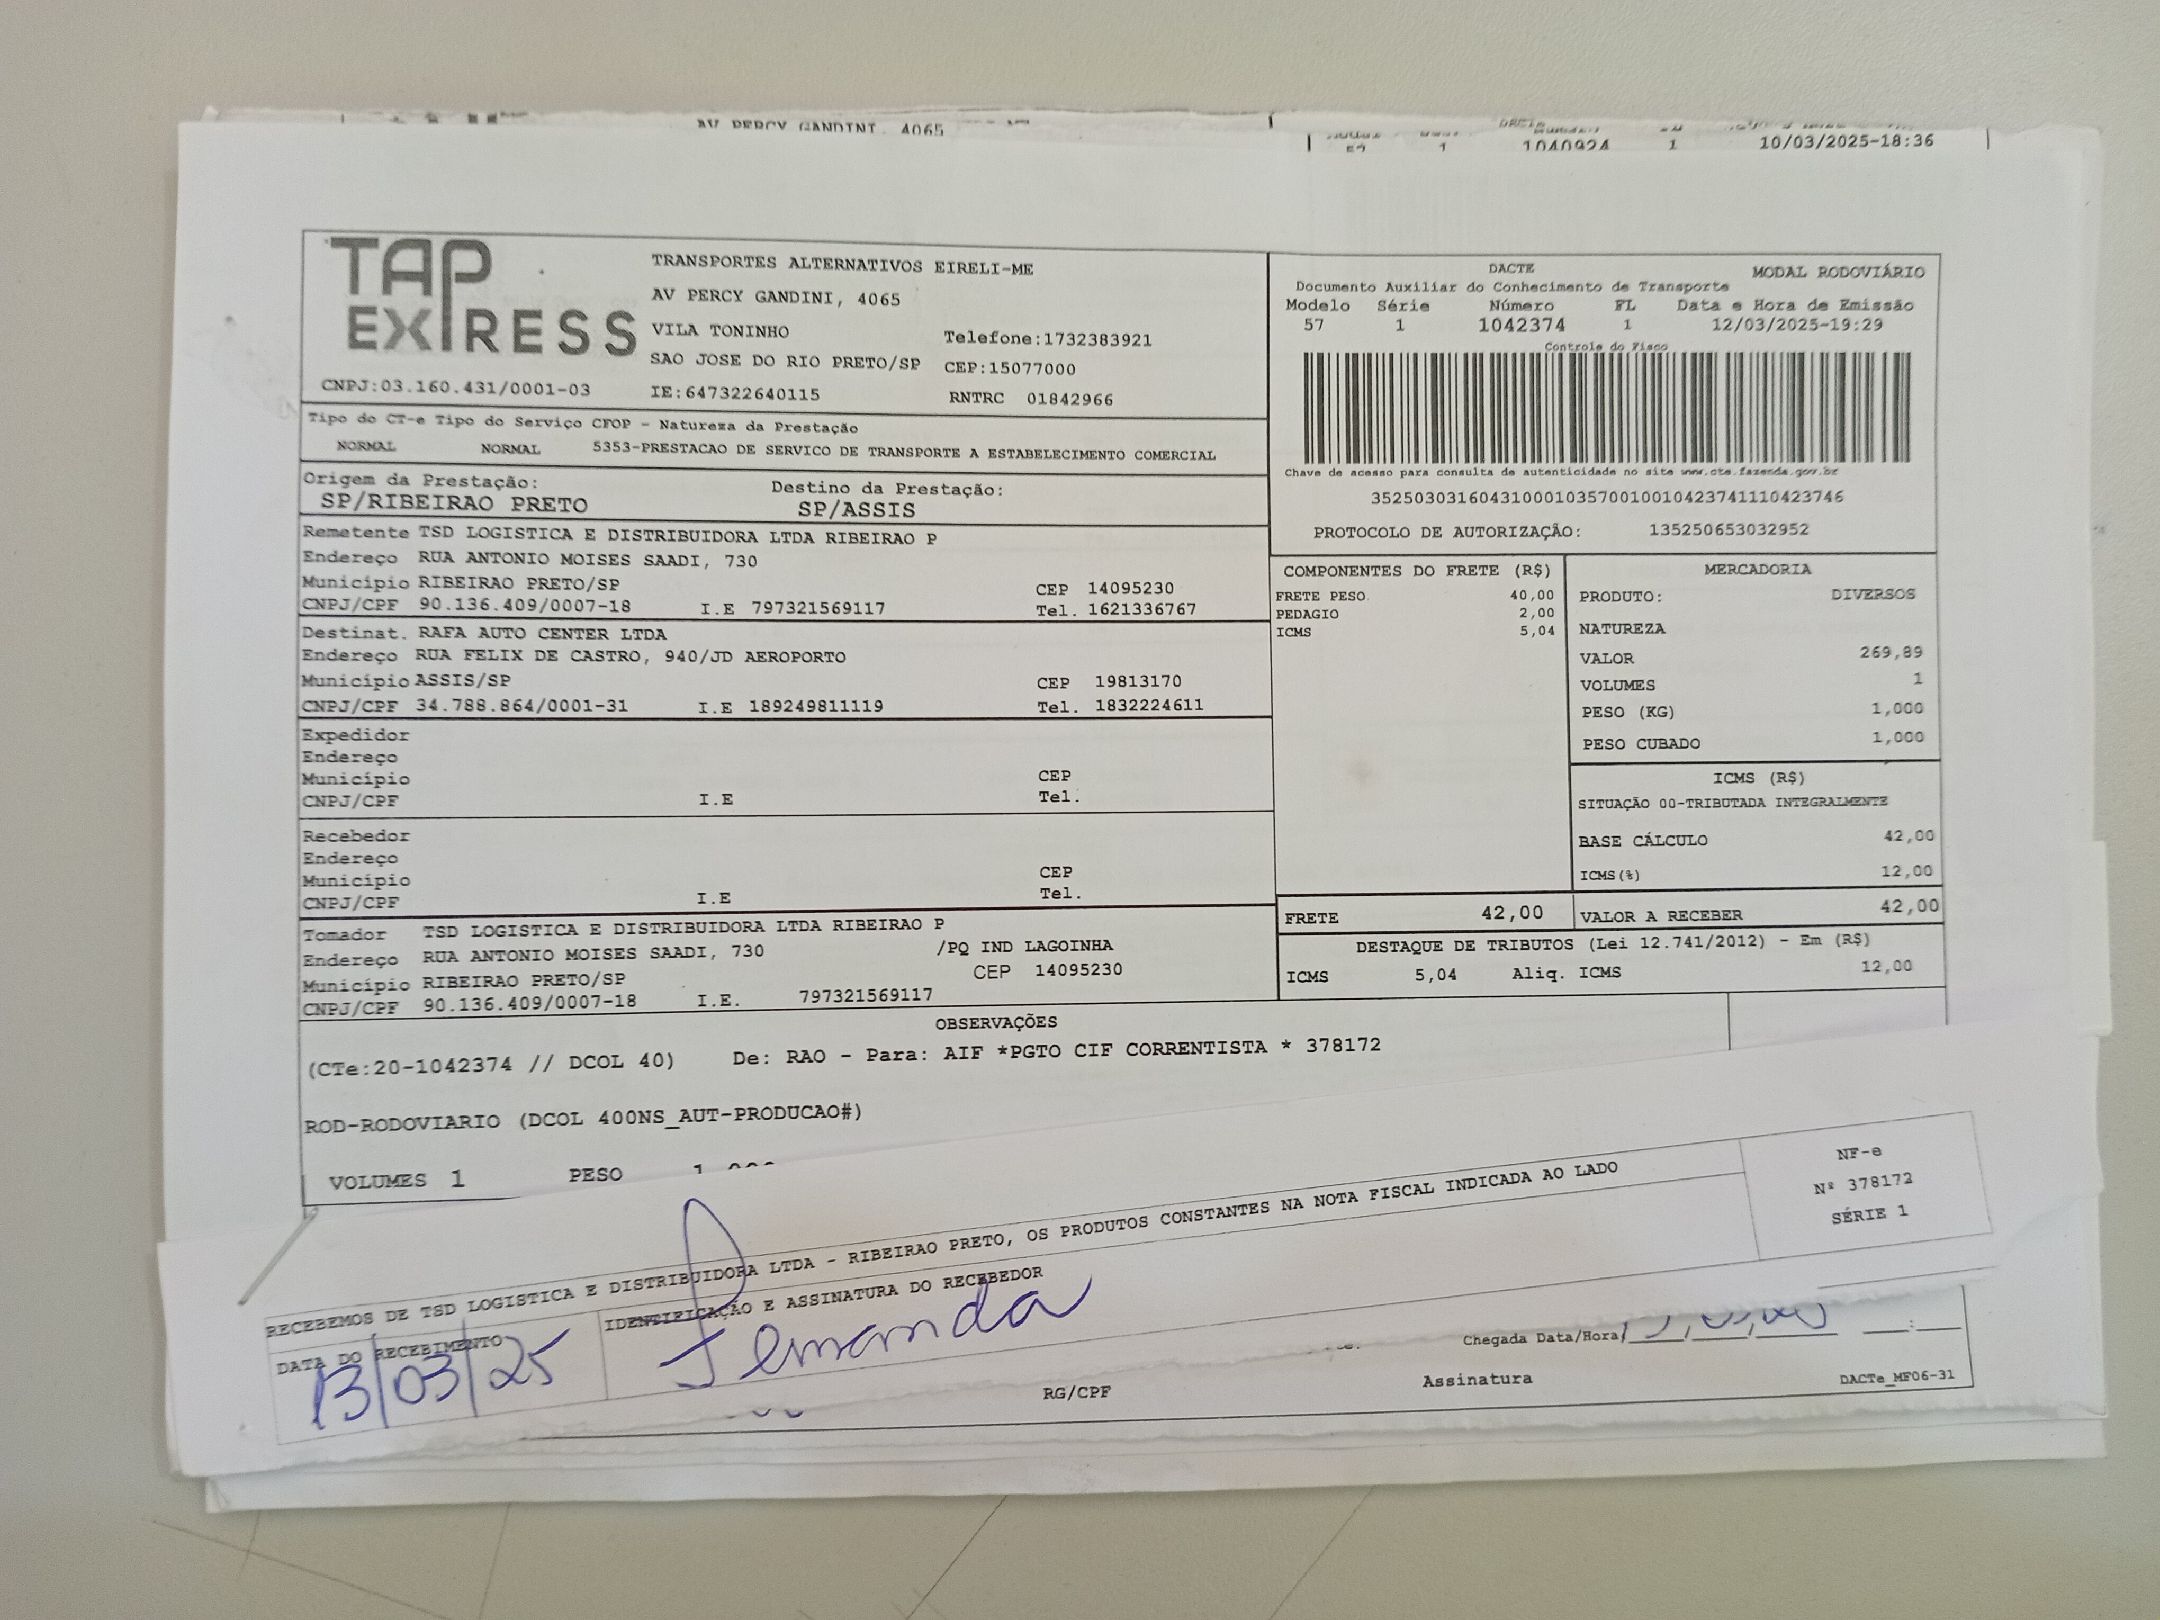 AV PERCY GANDINI, 4065
1040924 1 10/03/2025-18:36
TAP EXPRESS
TRANSPORTES ALTERNATIVOS EIRELI-ME
AV PERCY GANDINI, 4065
VILA TONINHO Telefone:1732383921
SAO JOSE DO RIO PRETO/SP CEP:15077000
CNPJ:03.160.431/0001-03 IE:647322640115 RNTRC 01842966
DACTE MODAL RODOVIÁRIO
Documento Auxiliar do Conhecimento de Transporte
Modelo Série Número FL Data e Hora de Emissão
57 1 1042374 1 12/03/2025-19:29
Controle do Fisco
Chave de acesso para consulta de autenticidade no site www.cte.fazenda.gov.br
35250303160431000103570010010423741110423746
PROTOCOLO DE AUTORIZAÇÃO: 135250653032952
Tipo do CT-e Tipo do Serviço CFOP - Natureza da Prestação
NORMAL NORMAL 5353-PRESTACAO DE SERVICO DE TRANSPORTE A ESTABELECIMENTO COMERCIAL
Origem da Prestação: Destino da Prestação:
SP/RIBEIRAO PRETO SP/ASSIS
Remetente TSD LOGISTICA E DISTRIBUIDORA LTDA RIBEIRAO P
Endereço RUA ANTONIO MOISES SAADI, 730
Município RIBEIRAO PRETO/SP CEP 14095230
CNPJ/CPF 90.136.409/0007-18 I.E 797321569117 Tel. 1621336767
Destinat. RAFA AUTO CENTER LTDA
Endereço RUA FELIX DE CASTRO, 940/JD AEROPORTO
Município ASSIS/SP CEP 19813170
CNPJ/CPF 34.788.864/0001-31 I.E 189249811119 Tel. 1832224611
Expedidor
Endereço
Município CEP
CNPJ/CPF I.E Tel.
Recebedor
Endereço
Município CEP
CNPJ/CPF I.E Tel.
Tomador TSD LOGISTICA E DISTRIBUIDORA LTDA RIBEIRAO P
Endereço RUA ANTONIO MOISES SAADI, 730 /PQ IND LAGOINHA
Município RIBEIRAO PRETO/SP CEP 14095230
CNPJ/CPF 90.136.409/0007-18 I.E. 797321569117
COMPONENTES DO FRETE (R$)
FRETE PESO. 40,00
PEDAGIO 2,00
ICMS 5,04
MERCADORIA
PRODUTO: DIVERSOS
NATUREZA
VALOR 269,89
VOLUMES 1
PESO (KG) 1,000
PESO CUBADO 1,000
ICMS (R$)
SITUAÇÃO 00-TRIBUTADA INTEGRALMENTE
BASE CÁLCULO 42,00
ICMS(%) 12,00
FRETE 42,00 VALOR A RECEBER 42,00
DESTAQUE DE TRIBUTOS (Lei 12.741/2012) - Em (R$)
ICMS 5,04 Aliq. ICMS 12,00
OBSERVAÇÕES
(CTe:20-1042374 // DCOL 40) De: RAO - Para: AIF *PGTO CIF CORRENTISTA * 378172
ROD-RODOVIARIO (DCOL 400NS_AUT-PRODUCAO#)
VOLUMES 1 PESO
RECEBEMOS DE TSD LOGISTICA E DISTRIBUIDORA LTDA - RIBEIRAO PRETO, OS PRODUTOS CONSTANTES NA NOTA FISCAL INDICADA AO LADO
NF-e
Nº 378172
SÉRIE 1
DATA DO RECEBIMENTO IDENTIFICAÇÃO E ASSINATURA DO RECEBEDOR
13/03/25 Fernanda
Chegada Data/Hora
RG/CPF Assinatura DACTe_MF06-31